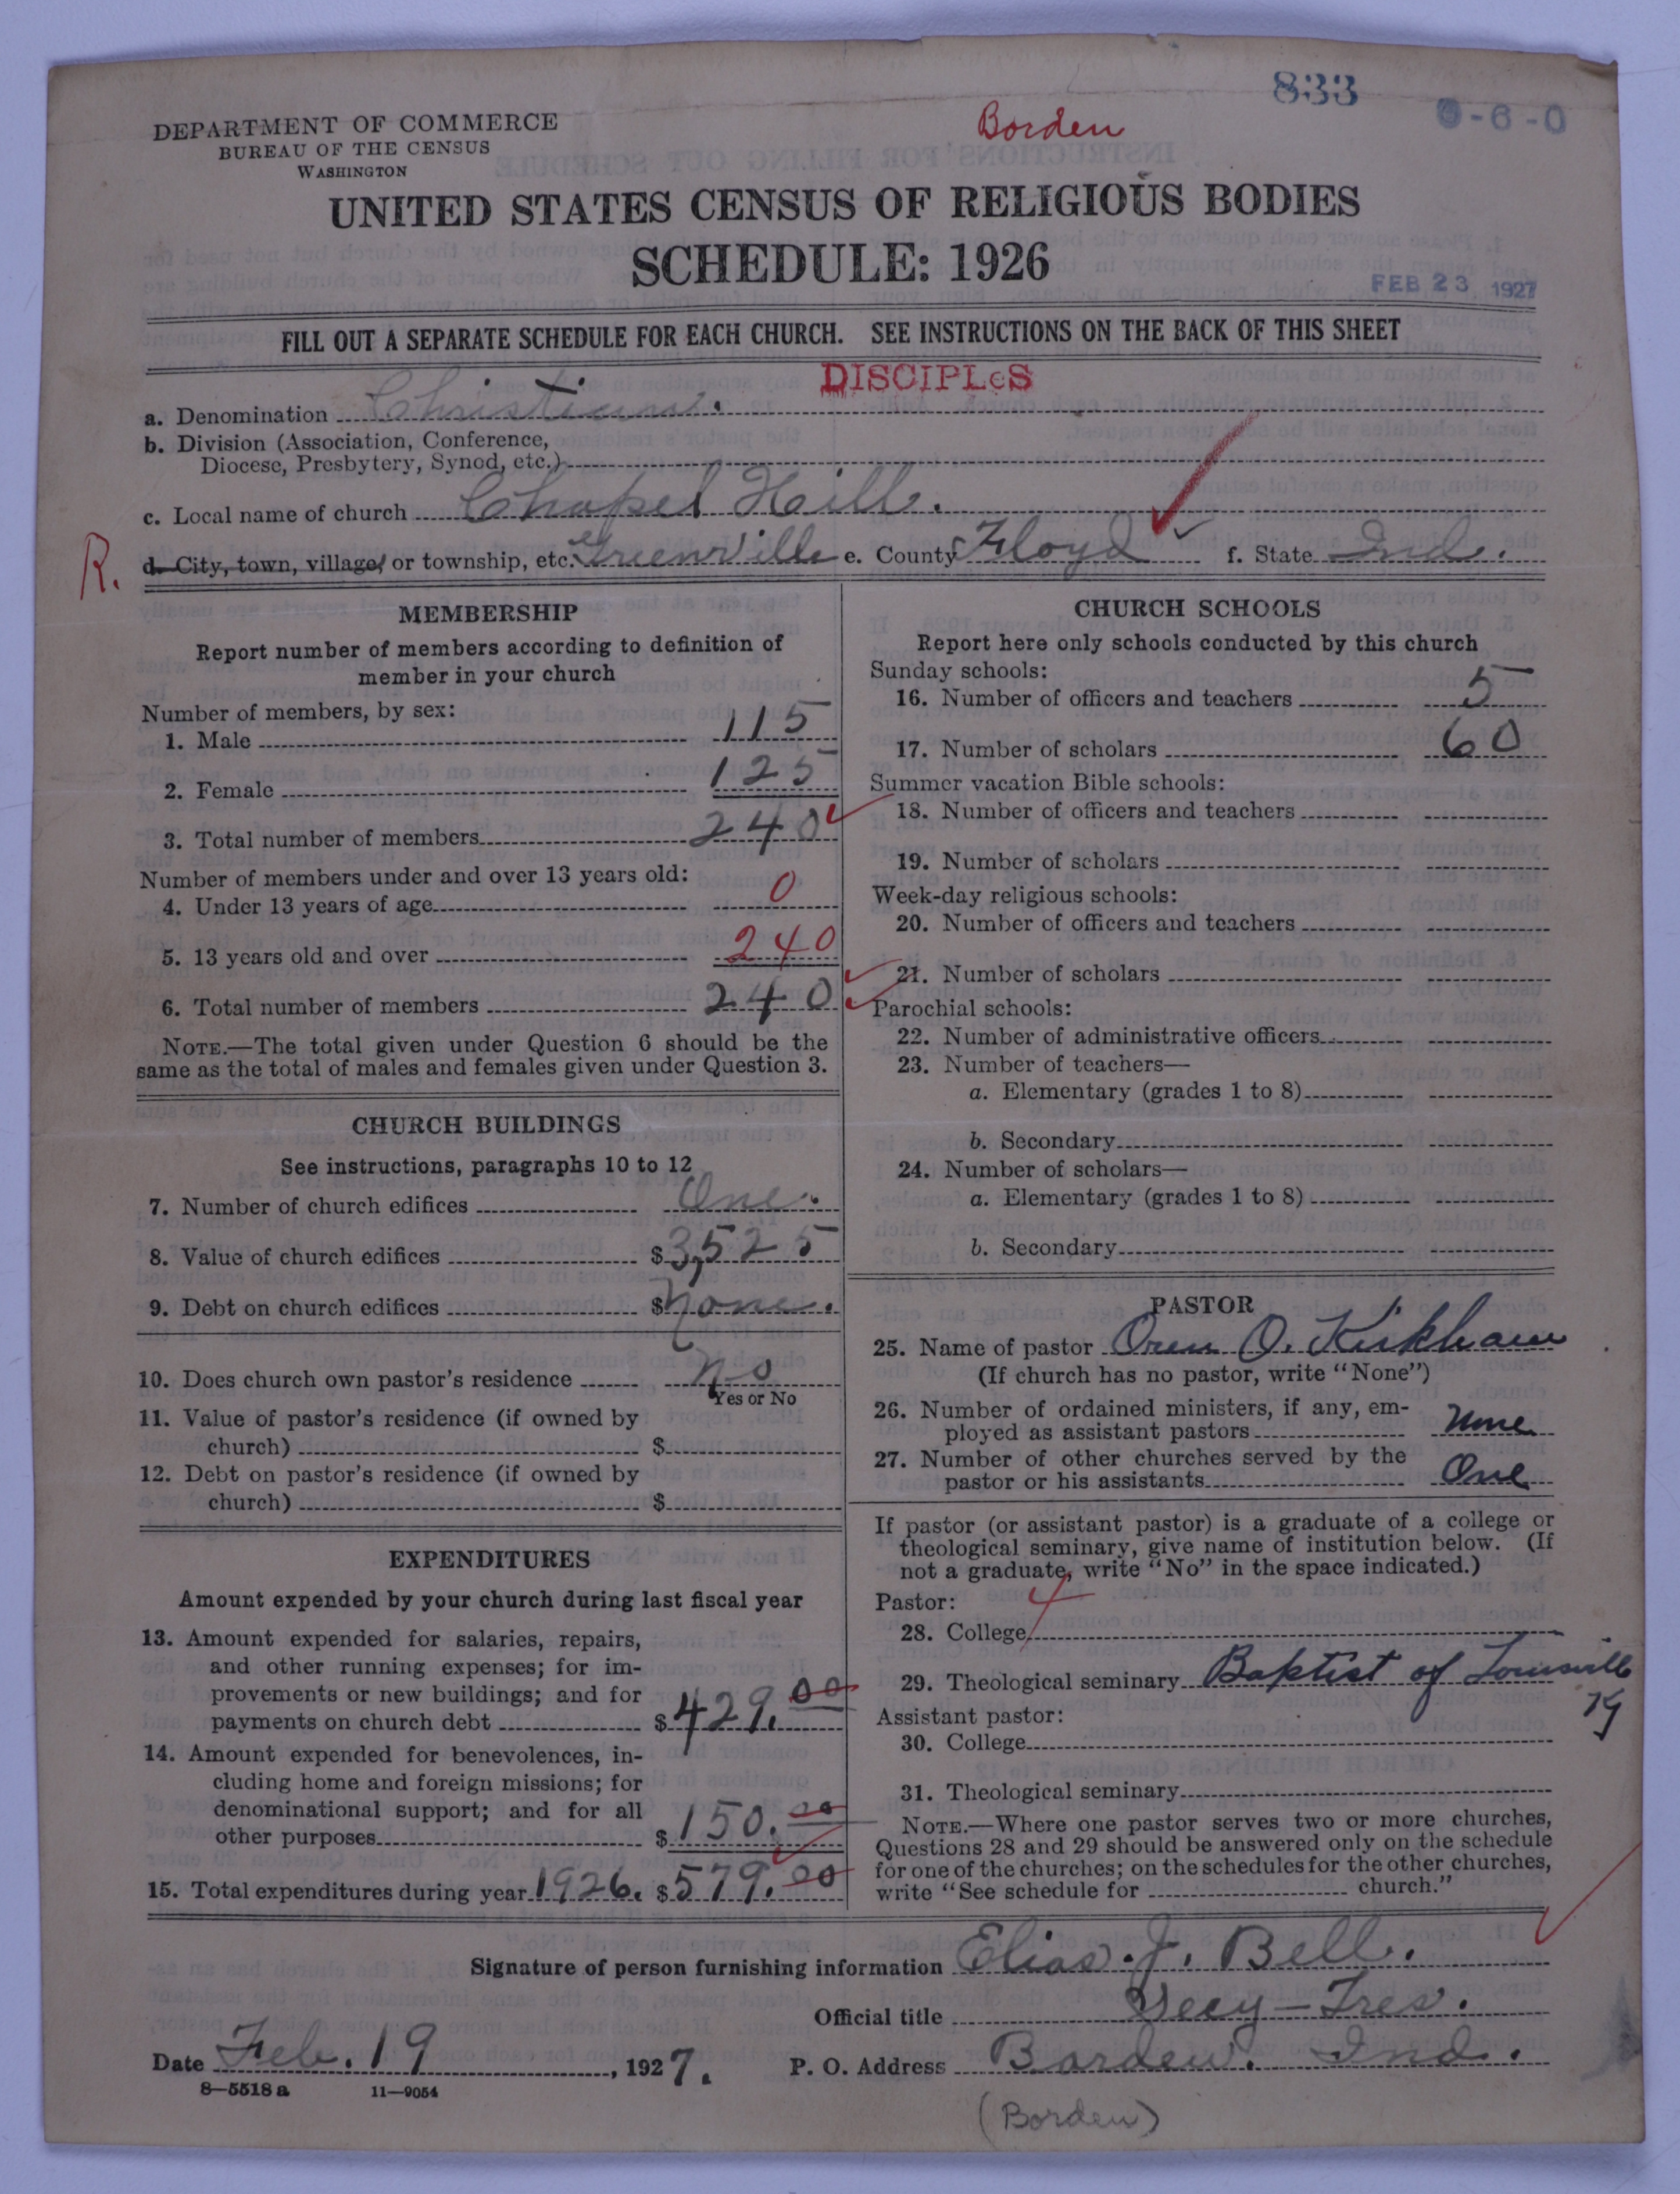 833
Borden
DEPARTMENT OF COMMERCE
BUREAU OF THE CENSUS
WASHINGTON
UNITED STATES CENSUS OF RELIGIOUS BODIES
SCHEDULE: 1926
FEB 23 1927
FILL OUT A SEPARATE SCHEDULE FOR EACH CHURCH. SEE INSTRUCTIONS ON THE BACK OF THIS SHEET
DISCIPLeS
a. Denomination Christian.
b. Division (Association, Conference,
Diocese, Presbytery, Synod, etc.)
c. Local name of church Chapel Hill.
R. d. City, town, village, or township, etc. Greenville e. County Floyd f. State Ind.
MEMBERSHIP
Report number of members according to definition of
member in your church
Number of members, by sex:
1. Male 115
2. Female 125
3. Total number of members 240
Number of members under and over 13 years old:
4. Under 13 years of age 0
5. 13 years old and over 240
6. Total number of members 240
NOTE.—The total given under Question 6 should be the
same as the total of males and females given under Question 3.
CHURCH BUILDINGS
See instructions, paragraphs 10 to 12
7. Number of church edifices One.
8. Value of church edifices $3,525
9. Debt on church edifices $none.
10. Does church own pastor's residence no
Yes or No
11. Value of pastor's residence (if owned by
church) $
12. Debt on pastor's residence (if owned by
church) $
EXPENDITURES
Amount expended by your church during last fiscal year
13. Amount expended for salaries, repairs,
and other running expenses; for im-
provements or new buildings; and for
payments on church debt $429.00
14. Amount expended for benevolences, in-
cluding home and foreign missions; for
denominational support; and for all
other purposes $150.00
15. Total expenditures during year 1926. $579.00
CHURCH SCHOOLS
Report here only schools conducted by this church
Sunday schools:
16. Number of officers and teachers 5
17. Number of scholars 60
Summer vacation Bible schools:
18. Number of officers and teachers
19. Number of scholars
Week-day religious schools:
20. Number of officers and teachers
21. Number of scholars
Parochial schools:
22. Number of administrative officers
23. Number of teachers—
a. Elementary (grades 1 to 8)
b. Secondary
24. Number of scholars—
a. Elementary (grades 1 to 8)
b. Secondary
PASTOR
25. Name of pastor Oren O. Kirkham
(If church has no pastor, write "None")
26. Number of ordained ministers, if any, em-
ployed as assistant pastors None
27. Number of other churches served by the
pastor or his assistants One
If pastor (or assistant pastor) is a graduate of a college or
theological seminary, give name of institution below. (If
not a graduate, write "No" in the space indicated.)
Pastor: 4
28. College
29. Theological seminary Baptist of Louisville
Ky
Assistant pastor:
30. College
31. Theological seminary
NOTE.—Where one pastor serves two or more churches,
Questions 28 and 29 should be answered only on the schedule
for one of the churches; on the schedules for the other churches,
write "See schedule for church."
Signature of person furnishing information Elias J. Bell.
Official title Secy-Tres.
Date Feb. 19, 1927. P. O. Address Borden. Ind.
8—5518 a 11—9054
(Borden)